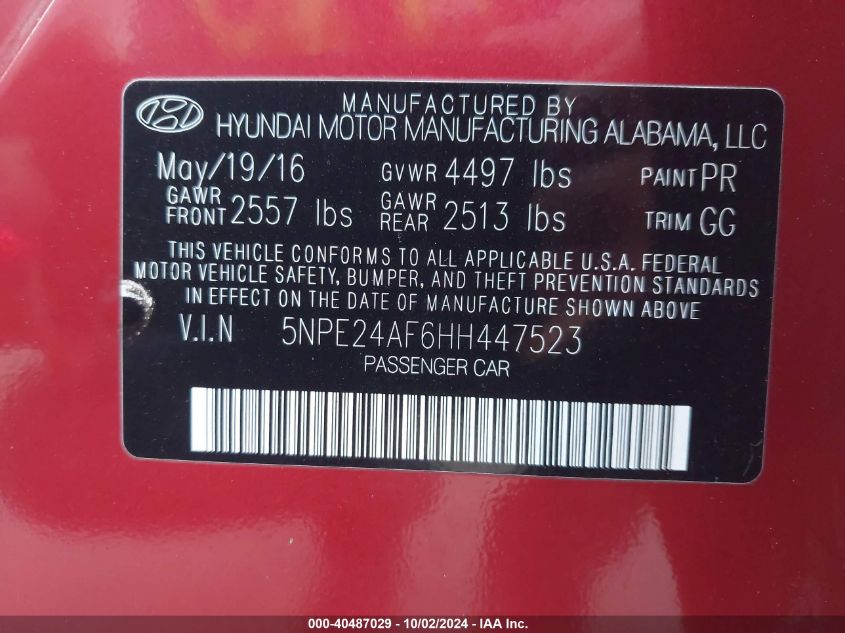 MANUFACTURED BY
HYUNDAI MOTOR MANUFACTURING ALABAMA, LLC
May/19/16 GVWR 4497 lbs PAINT PR
GAWR FRONT 2557 lbs GAWR REAR 2513 lbs TRIM GG
THIS VEHICLE CONFORMS TO ALL APPLICABLE U.S.A. FEDERAL
MOTOR VEHICLE SAFETY, BUMPER, AND THEFT PREVENTION STANDARDS
IN EFFECT ON THE DATE OF MANUFACTURE SHOWN ABOVE
V.I.N 5NPE24AF6HH447523
PASSENGER CAR
000-40487029 - 10/02/2024 - IAA Inc.